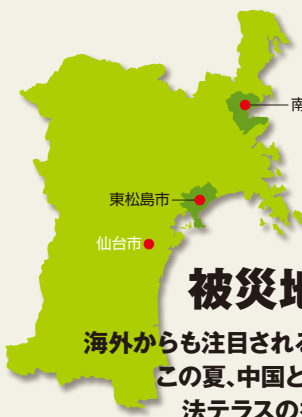 南
東松島市
仙台市
被災地
海外からも注目される
この夏、中国と
法テラスの